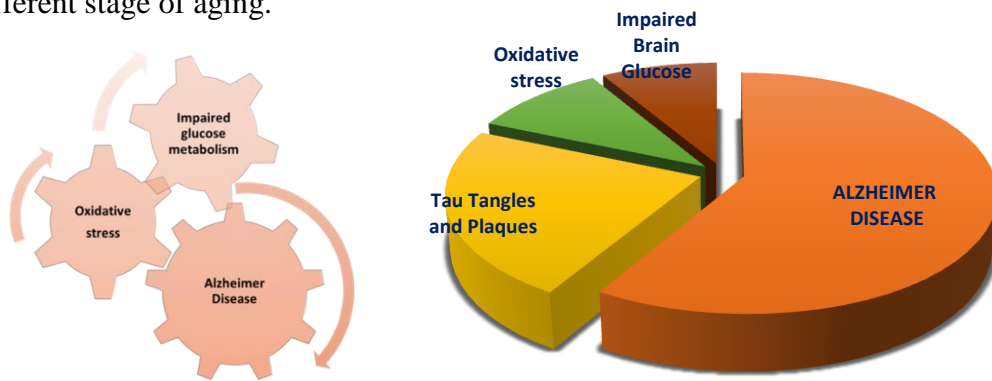 ferent stage of aging.
Impaired
glucose
metabolism
Oxidative
stress
Alzheimer
Disease
Impaired
Brain
Glucose
Oxidative
stress
Tau Tangles
and Plaques
ALZHEIMER
DISEASE